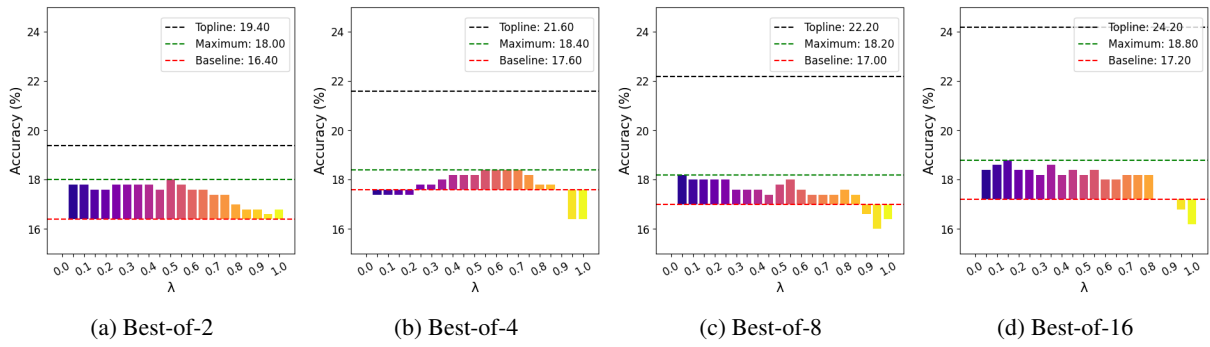 Topline: 19.40
Maximum: 18.00
Baseline: 16.40
Accuracy (%)
24
22
20
18
16
0.0 0.1 0.2 0.3 0.4 0.5 0.6 0.7 0.8 0.9 1.0
λ
(a) Best-of-2
Topline: 21.60
Maximum: 18.40
Baseline: 17.60
Accuracy (%)
24
22
20
18
16
0.0 0.1 0.2 0.3 0.4 0.5 0.6 0.7 0.8 0.9 1.0
λ
(b) Best-of-4
Topline: 22.20
Maximum: 18.20
Baseline: 17.00
Accuracy (%)
24
22
20
18
16
0.0 0.1 0.2 0.3 0.4 0.5 0.6 0.7 0.8 0.9 1.0
λ
(c) Best-of-8
Topline: 24.20
Maximum: 18.80
Baseline: 17.20
Accuracy (%)
24
22
20
18
16
0.0 0.1 0.2 0.3 0.4 0.5 0.6 0.7 0.8 0.9 1.0
λ
(d) Best-of-16